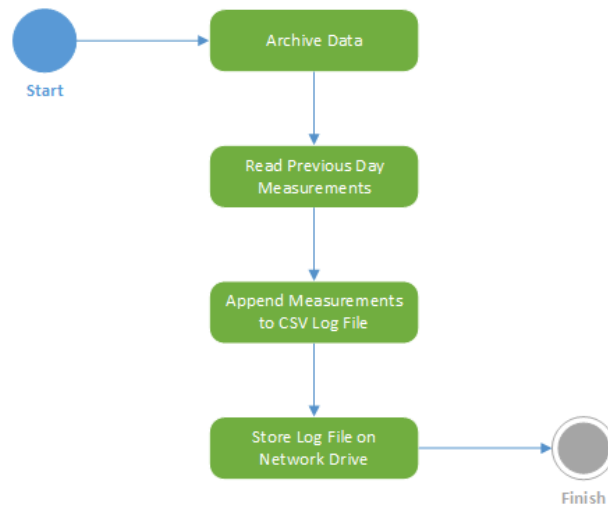 Archive Data
Start
Read Previous Day
Measurements
Append Measurements
to CSV Log File
Store Log File on
Network Drive
Finish